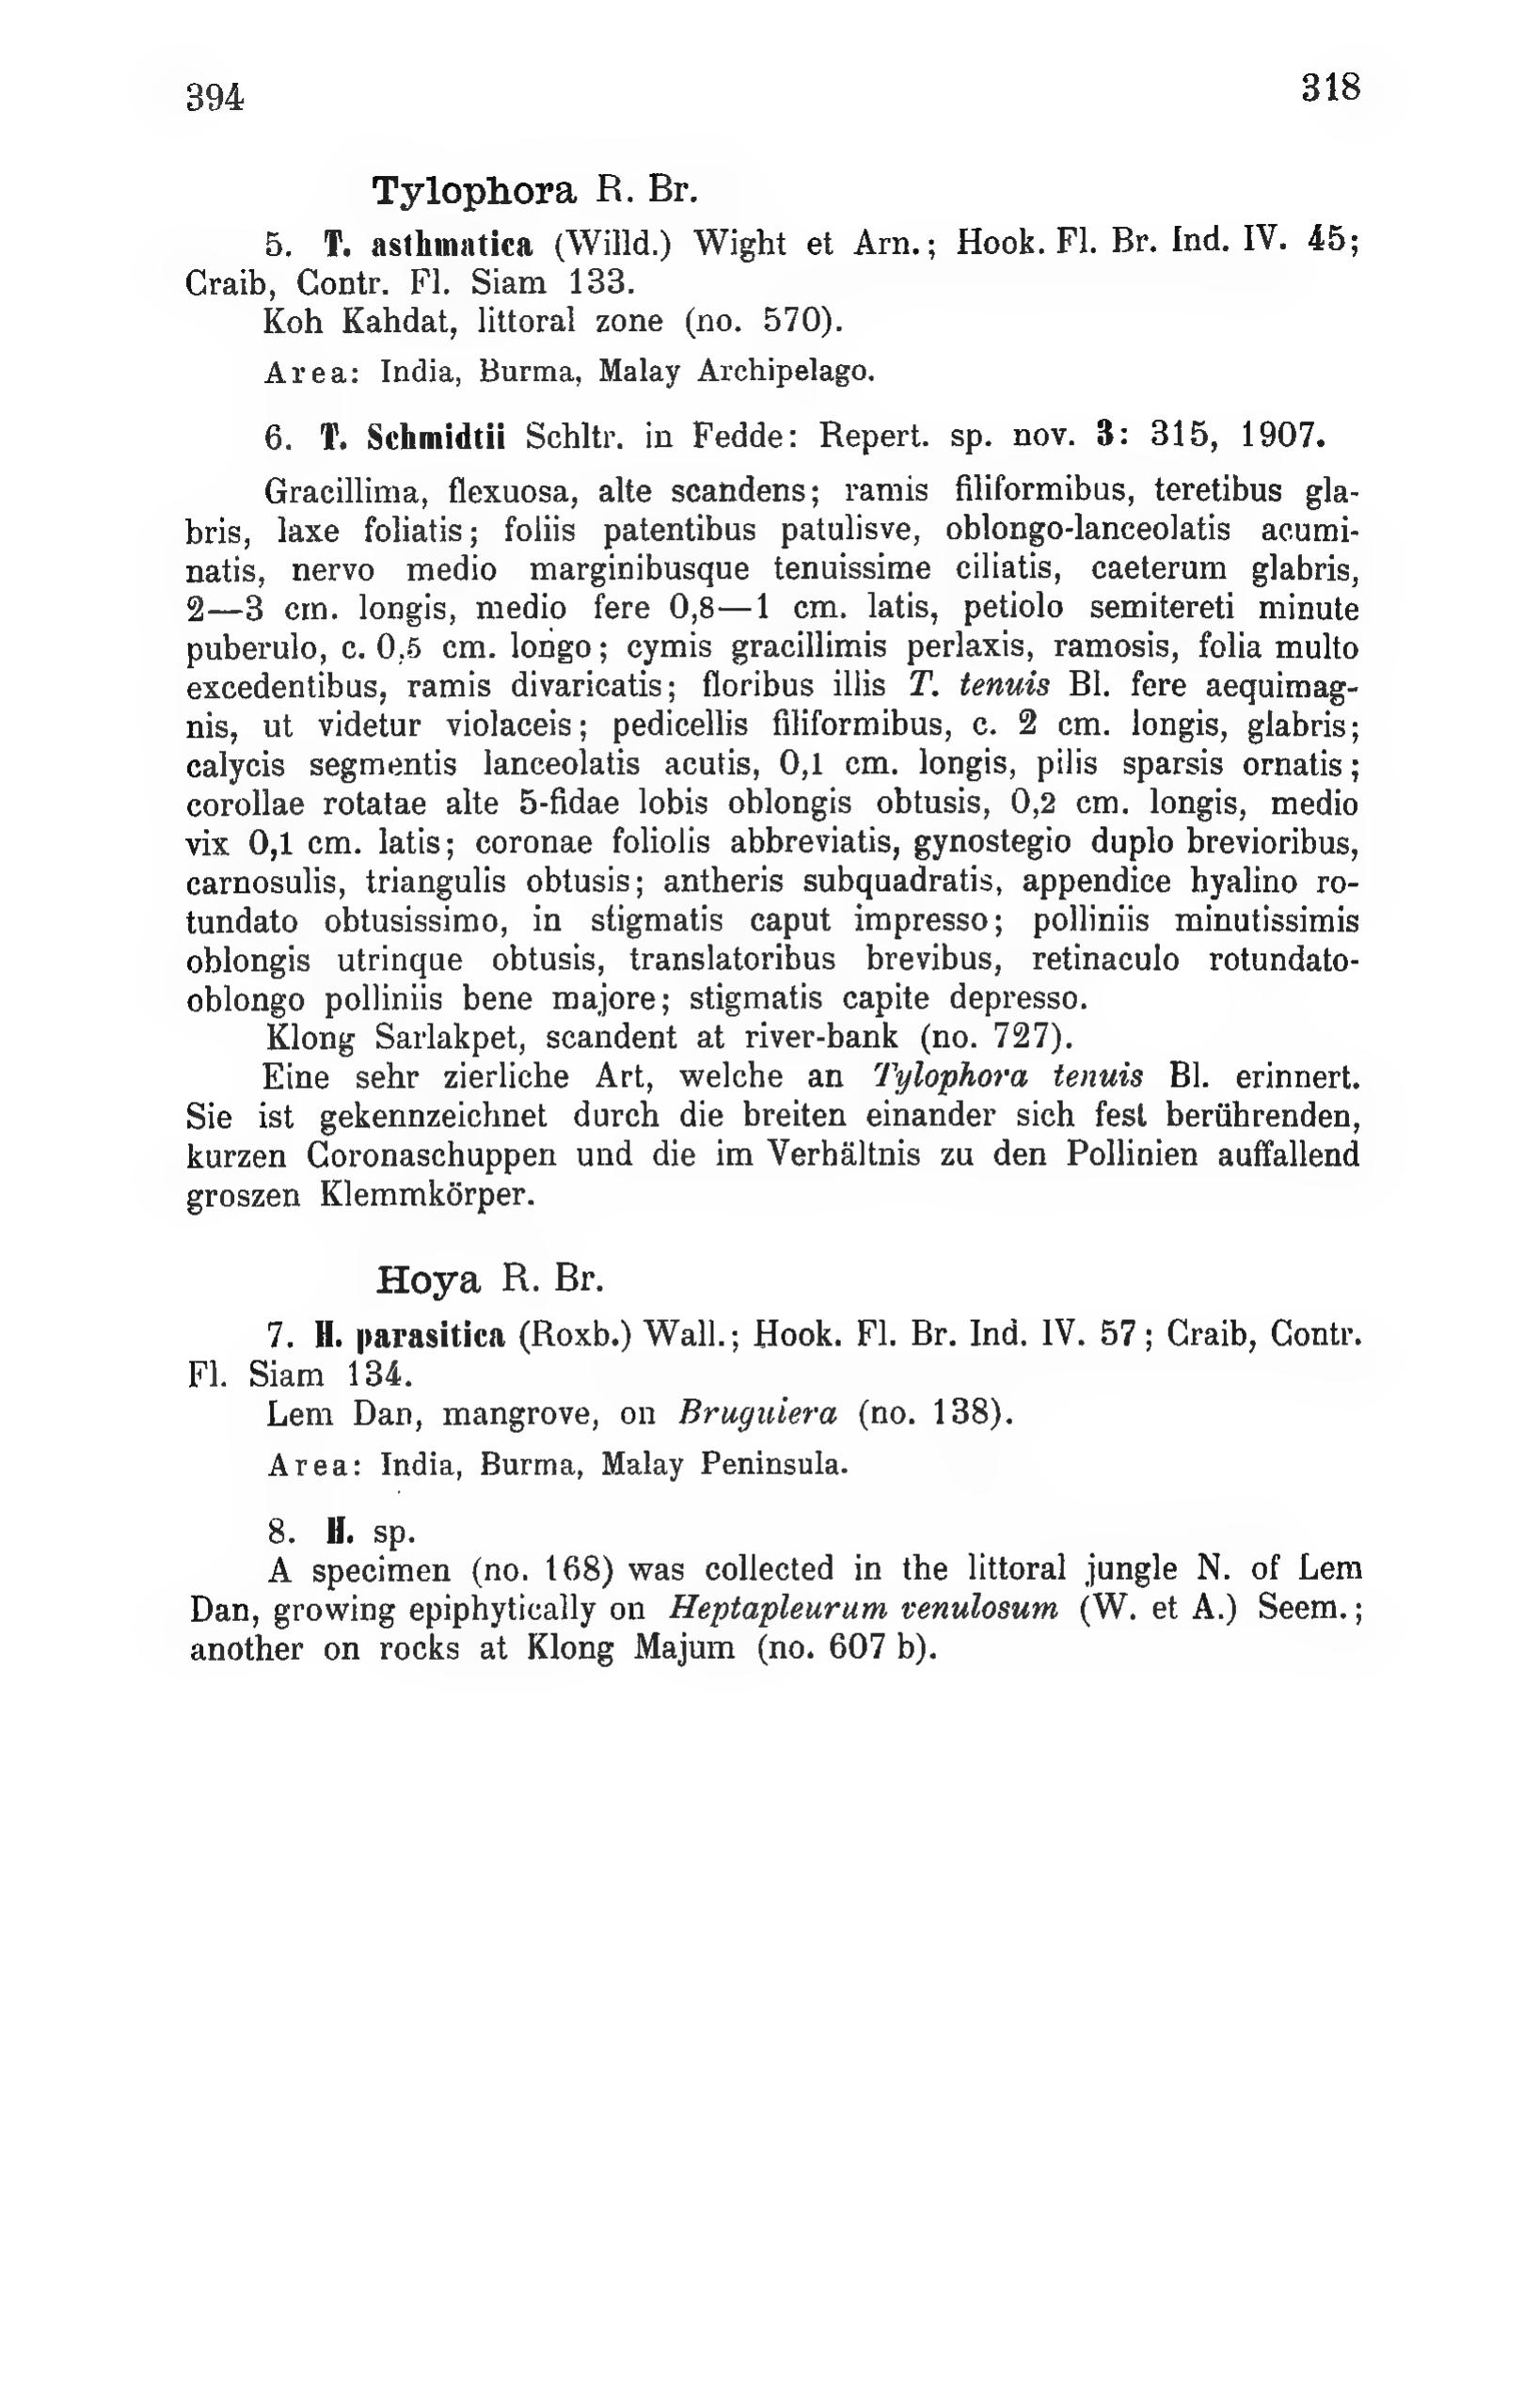 394
318
Tylophora R. Br.
5. T. asthmatica (Willd.) Wight et Arn.; Hook. Fl. Br. Ind. IV. 45;
Craib, Contr. Fl. Siam 133.
Koh Kahdat, littoral zone (no. 570).
Area: India, Burma, Malay Archipelago.
6. T. Schmidtii Schltr. in Fedde: Repert. sp. nov. 3: 315, 1907.
Gracillima, flexuosa, alte scandens; ramis filiformibus, teretibus gla-
bris, laxe foliatis; foliis patentibus patulisve, oblongo-lanceolatis acumi-
natis, nervo medio marginibusque tenuissime ciliatis, caeterum glabris,
2—3 cm. longis, medio fere 0,8—1 cm. latis, petiolo semitereti minute
puberulo, c. 0,5 cm. longo; cymis gracillimis perlaxis, ramosis, folia multo
excedentibus, ramis divaricatis; floribus illis T. tenuis Bl. fere aequimag-
nis, ut videtur violaceis; pedicellis filiformibus, c. 2 cm. longis, glabris;
calycis segmentis lanceolatis acutis, 0,1 cm. longis, pilis sparsis ornatis;
corollae rotatae alte 5-fidae lobis oblongis obtusis, 0,2 cm. longis, medio
vix 0,1 cm. latis; coronae foliolis abbreviatis, gynostegio duplo brevioribus,
carnosulis, triangulis obtusis; antheris subquadratis, appendice hyalino ro-
tundato obtusissimo, in stigmatis caput impresso; polliniis minutissimis
oblongis utrinque obtusis, translatoribus brevibus, retinaculo rotundato-
oblongo polliniis bene majore; stigmatis capite depresso.
Klong Sarlakpet, scandent at river-bank (no. 727).
Eine sehr zierliche Art, welche an Tylophora tenuis Bl. erinnert.
Sie ist gekennzeichnet durch die breiten einander sich fest berührenden,
kurzen Coronaschuppen und die im Verhältnis zu den Pollinien auffallend
groszen Klemmkörper.
Hoya R. Br.
7. H. parasitica (Roxb.) Wall.; Hook. Fl. Br. Ind. IV. 57; Craib, Contr.
Fl. Siam 134.
Lem Dan, mangrove, on Bruguiera (no. 138).
Area: India, Burma, Malay Peninsula.
8. H. sp.
A specimen (no. 168) was collected in the littoral jungle N. of Lem
Dan, growing epiphytically on Heptapleurum venulosum (W. et A.) Seem.;
another on rocks at Klong Majum (no. 607 b).